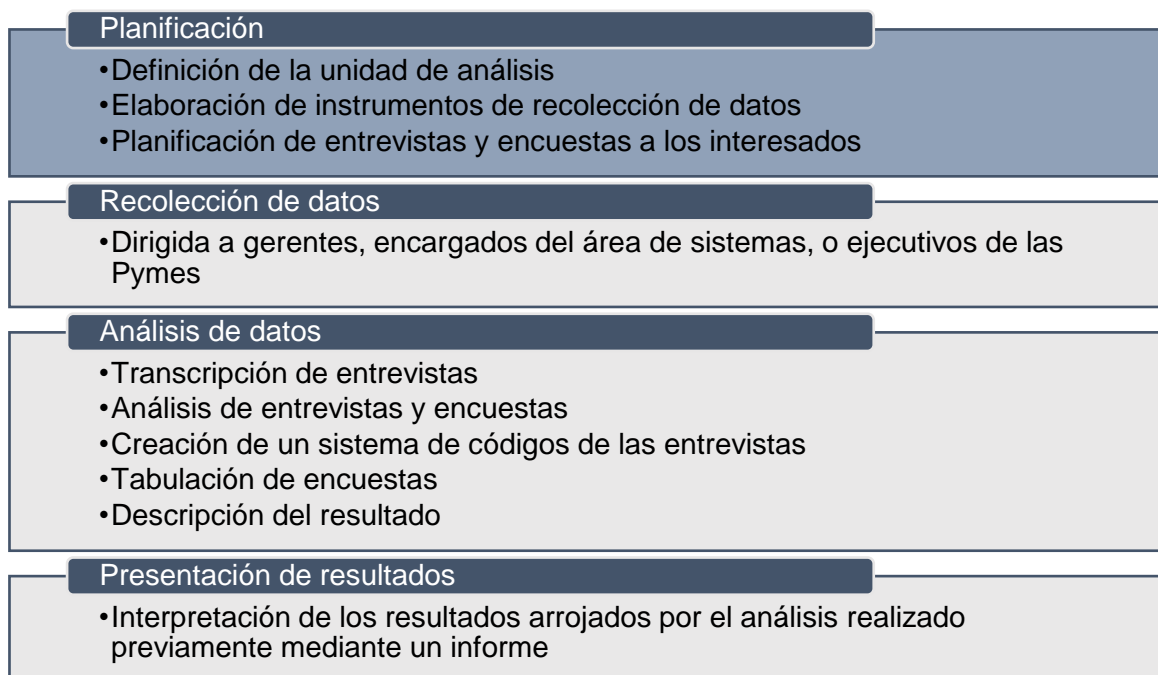 Planificación
•Definición de la unidad de análisis
•Elaboración de instrumentos de recolección de datos
•Planificación de entrevistas y encuestas a los interesados
Recolección de datos
•Dirigida a gerentes, encargados del área de sistemas, o ejecutivos de las
Pymes
Análisis de datos
•Transcripción de entrevistas
•Análisis de entrevistas y encuestas
•Creación de un sistema de códigos de las entrevistas
•Tabulación de encuestas
•Descripción del resultado
Presentación de resultados
•Interpretación de los resultados arrojados por el análisis realizado
previamente mediante un informe